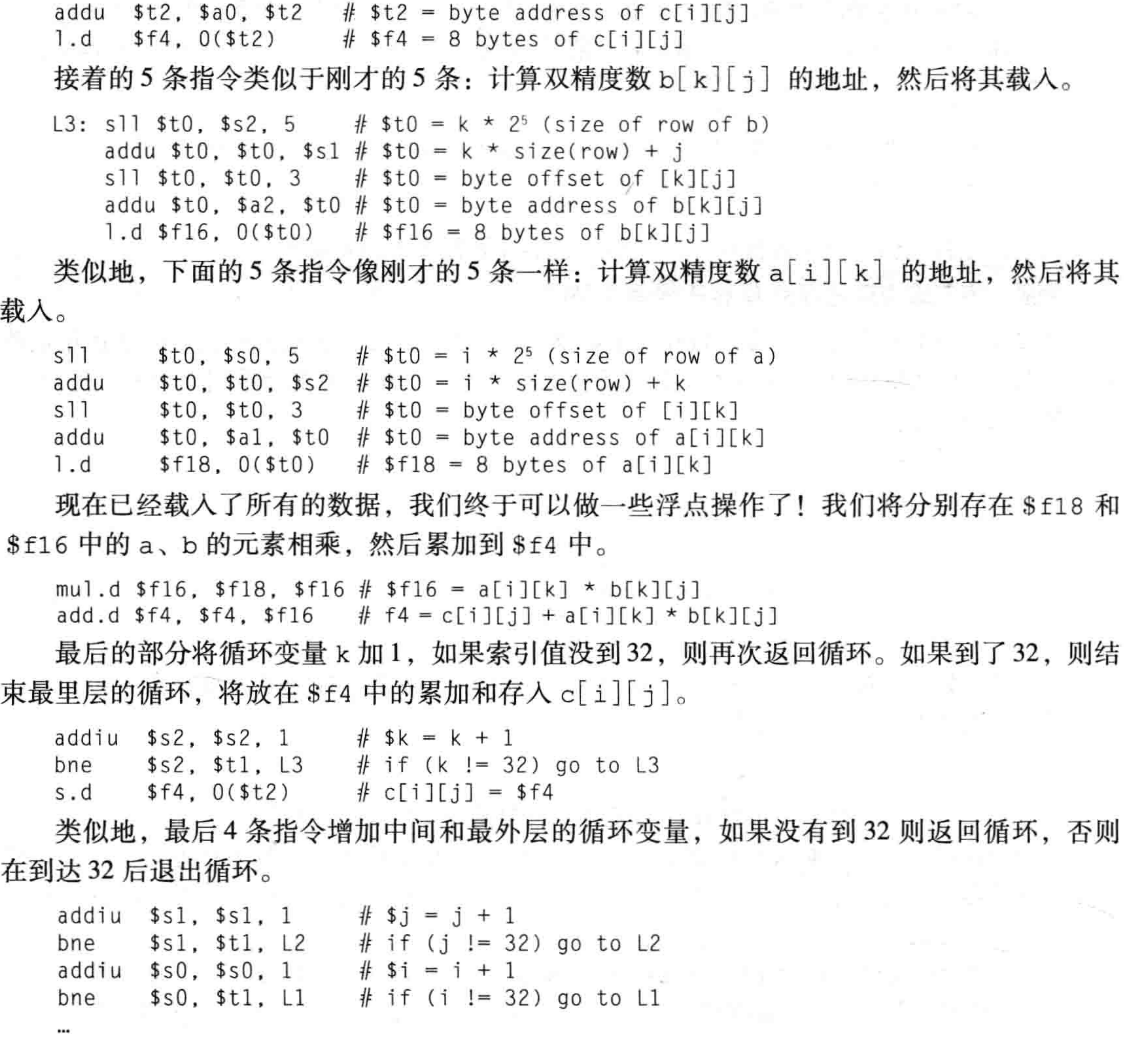 addu $t2, $a0, $t2 # $t2 = byte address of c[i][j]
l.d $f4, 0($t2) # $f4 = 8 bytes of c[i][j]
接着的 5 条指令类似于刚才的 5 条：计算双精度数 b[k][j] 的地址，然后将其载入。
L3: sll $t0, $s2, 5 # $t0 = k * 2⁵ (size of row of b)
addu $t0, $t0, $s1 # $t0 = k * size(row) + j
sll $t0, $t0, 3 # $t0 = byte offset of [k][j]
addu $t0, $a2, $t0 # $t0 = byte address of b[k][j]
l.d $f16, 0($t0) # $f16 = 8 bytes of b[k][j]
类似地，下面的 5 条指令像刚才的 5 条一样：计算双精度数 a[i][k] 的地址，然后将其
载入。
sll $t0, $s0, 5 # $t0 = i * 2⁵ (size of row of a)
addu $t0, $t0, $s2 # $t0 = i * size(row) + k
sll $t0, $t0, 3 # $t0 = byte offset of [i][k]
addu $t0, $a1, $t0 # $t0 = byte address of a[i][k]
l.d $f18, 0($t0) # $f18 = 8 bytes of a[i][k]
现在已经载入了所有的数据，我们终于可以做一些浮点操作了！我们将分别存在 $f18 和
$f16 中的 a、b 的元素相乘，然后累加到 $f4 中。
mul.d $f16, $f18, $f16 # $f16 = a[i][k] * b[k][j]
add.d $f4, $f4, $f16 # f4 = c[i][j] + a[i][k] * b[k][j]
最后的部分将循环变量 k 加 1，如果索引值没到 32，则再次返回循环。如果到了 32，则结
束最里层的循环，将放在 $f4 中的累加和存入 c[i][j]。
addiu $s2, $s2, 1 # $k = k + 1
bne $s2, $t1, L3 # if (k != 32) go to L3
s.d $f4, 0($t2) # c[i][j] = $f4
类似地，最后 4 条指令增加中间和最外层的循环变量，如果没有到 32 则返回循环，否则
在到达 32 后退出循环。
addiu $s1, $s1, 1 # $j = j + 1
bne $s1, $t1, L2 # if (j != 32) go to L2
addiu $s0, $s0, 1 # $i = i + 1
bne $s0, $t1, L1 # if (i != 32) go to L1
…